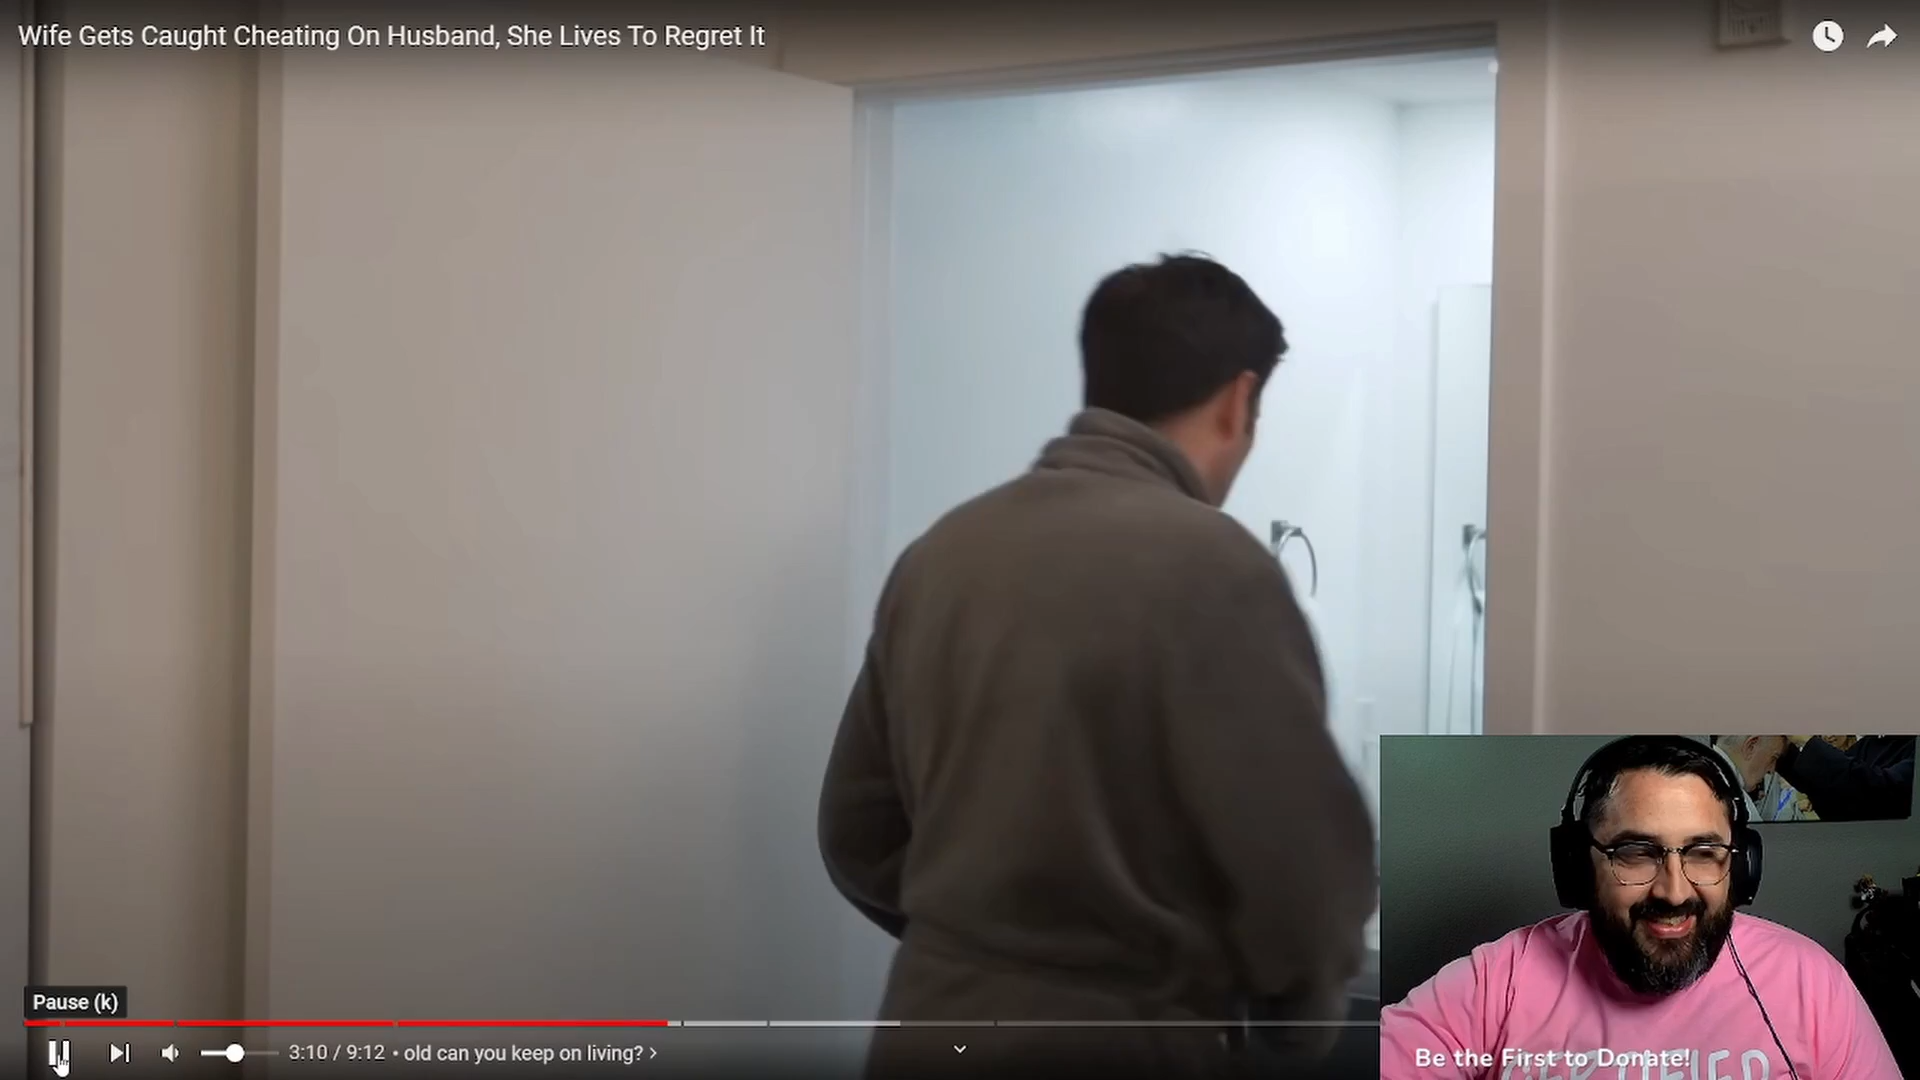 Wife Gets Caught Cheating On Husband, She Lives To Regret It
Pause (k)
3:10 / 9:12 • old can you keep on living? >
Be the First to Donate!
CERTIFIED